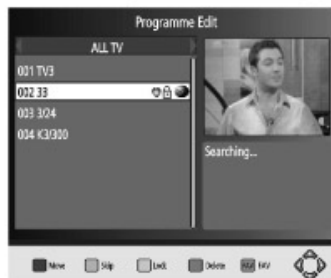 Programme Edit
ALL TV
001 TV3
002 33
003 3/24
004 K3/300
Searching...
Move Skip Lock Delete FAV FAV